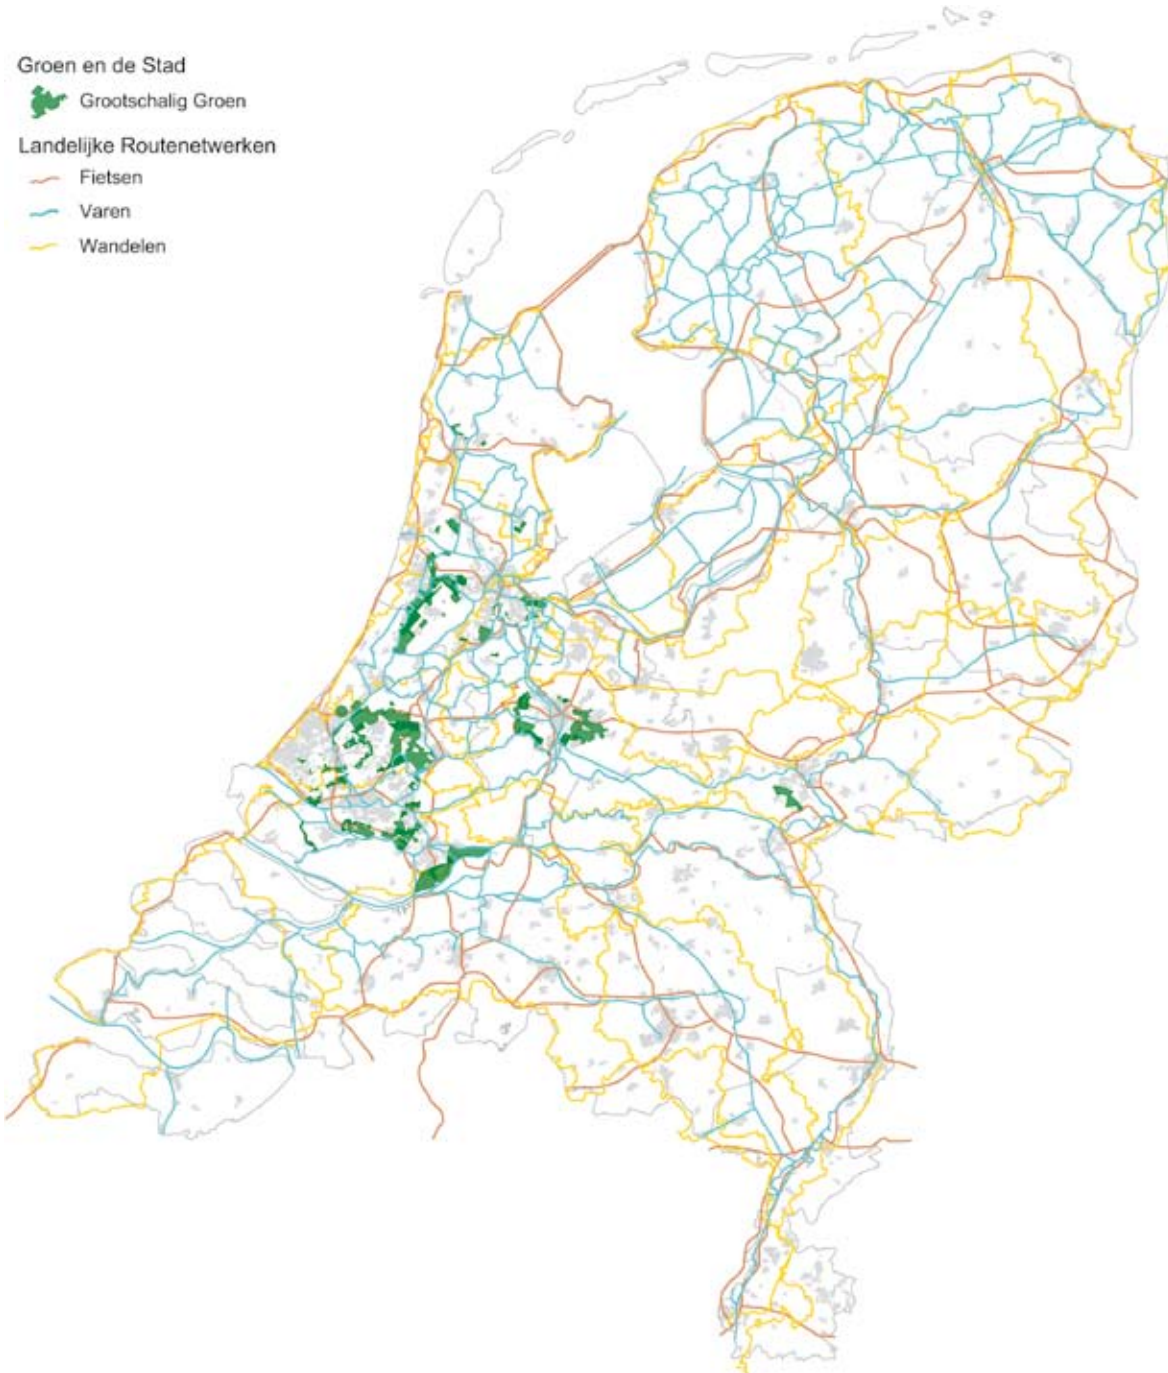 Groen en de Stad
Grootschalig Groen
Landelijke Routenetwerken
Fietsen
Varen
Wandelen